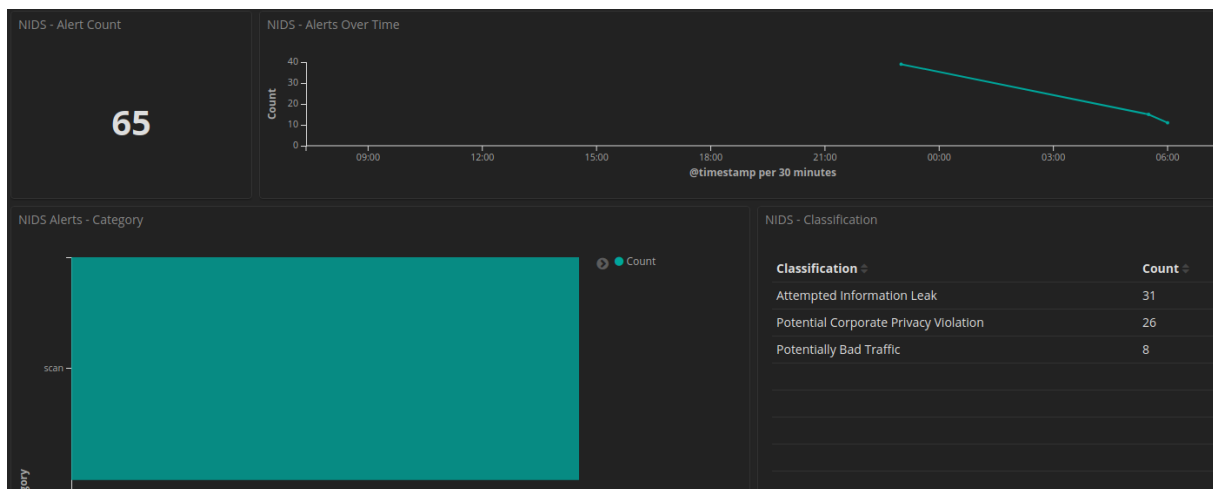 NIDS - Alert Count
65
NIDS - Alerts Over Time
Count
40
30
20
10
0
09:00 12:00 15:00 18:00 21:00 00:00 03:00 06:00
@timestamp per 30 minutes
NIDS Alerts - Category
scan
Count
NIDS - Classification
Classification Count
Attempted Information Leak 31
Potential Corporate Privacy Violation 26
Potentially Bad Traffic 8